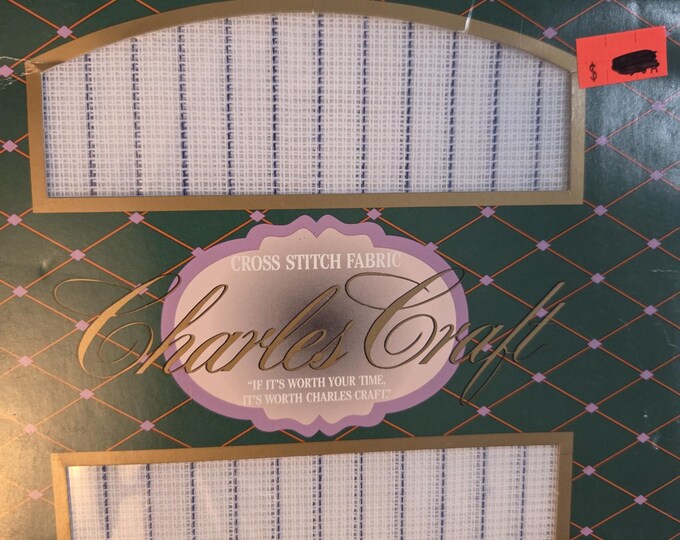 $
CROSS STITCH FABRIC
Charles Craft
"IF IT'S WORTH YOUR TIME,
IT'S WORTH CHARLES CRAFT."